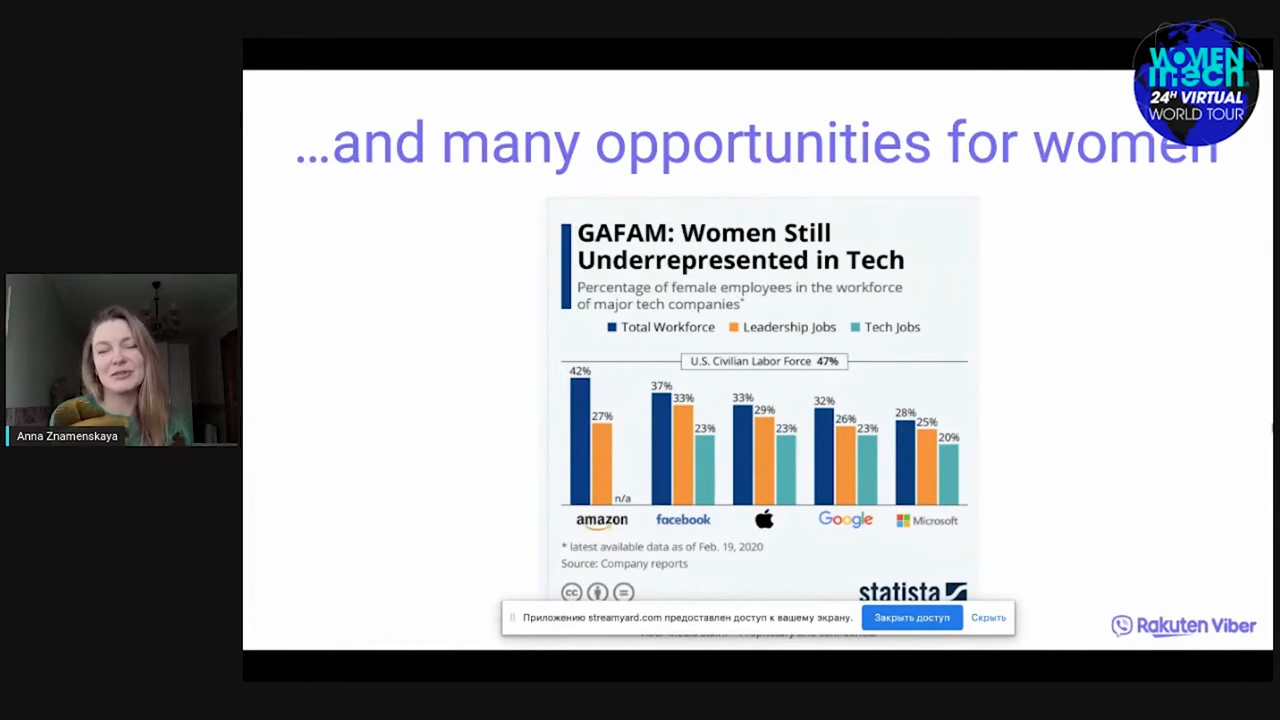 WOMEN
in tech
24H VIRTUAL
WORLD TOUR
…and many opportunities for women
GAFAM: Women Still
Underrepresented in Tech
Percentage of female employees in the workforce
of major tech companies*
Total Workforce Leadership Jobs Tech Jobs
U.S. Civilian Labor Force 47%
42% 27% n/a 37% 33% 23% 33% 29% 23% 32% 26% 23% 28% 25% 20%
amazon facebook Google Microsoft
* latest available data as of Feb. 19, 2020
Source: Company reports
cc
statista
Приложению streamyard.com предоставлен доступ к вашему экрану. Закрыть доступ Скрыть
Rakuten Viber
Anna Znamenskaya